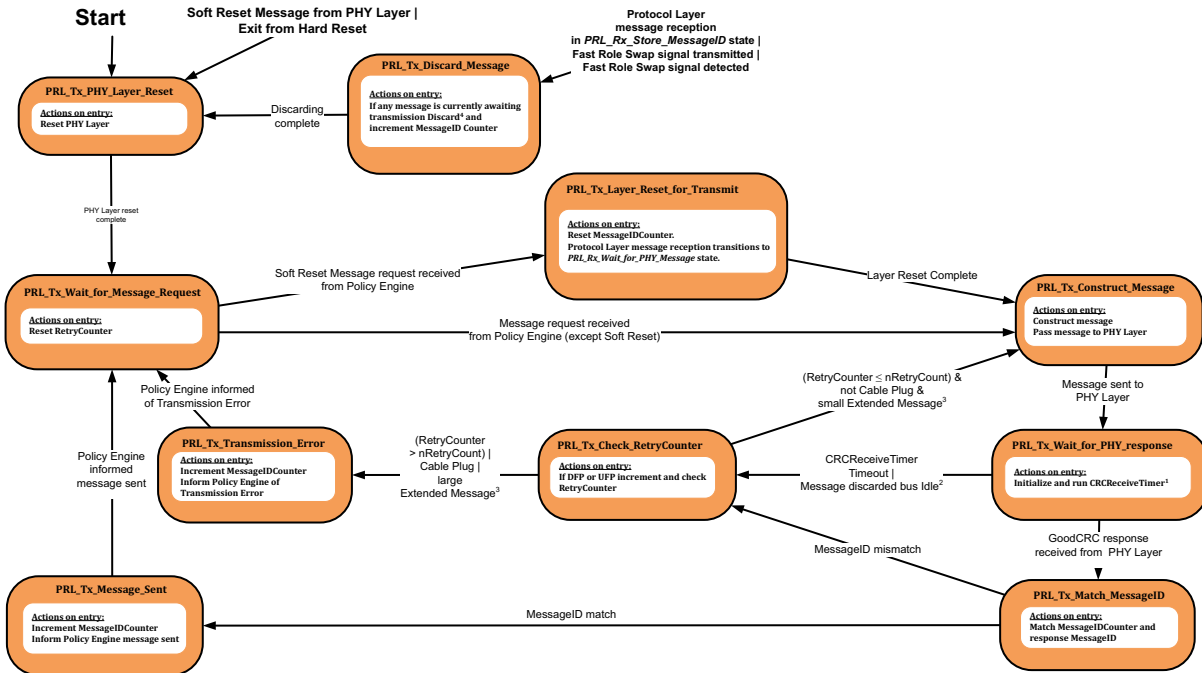 Start
Soft Reset Message from PHY Layer |
Exit from Hard Reset
Protocol Layer
message reception
in PRL_Rx_Store_MessageID state |
Fast Role Swap signal transmitted |
Fast Role Swap signal detected
PRL_Tx_PHY_Layer_Reset
Actions on entry:
Reset PHY Layer
Discarding
complete
PRL_Tx_Discard_Message
Actions on entry:
If any message is currently awaiting
transmission Discard⁴ and
increment MessageID Counter
PHY Layer reset
complete
PRL_Tx_Layer_Reset_for_Transmit
Actions on entry:
Reset MessageIDCounter.
Protocol Layer message reception transitions to
PRL_Rx_Wait_for_PHY_Message state.
Soft Reset Message request received
from Policy Engine
Layer Reset Complete
PRL_Tx_Wait_for_Message_Request
Actions on entry:
Reset RetryCounter
Message request received
from Policy Engine (except Soft Reset)
PRL_Tx_Construct_Message
Actions on entry:
Construct message
Pass message to PHY Layer
Policy Engine informed
of Transmission Error
(RetryCounter ≤ nRetryCount) &
not Cable Plug &
small Extended Message³
Message sent to
PHY Layer
Policy Engine
informed
message sent
PRL_Tx_Transmission_Error
Actions on entry:
Increment MessageIDCounter
Inform Policy Engine of
Transmission Error
(RetryCounter
> nRetryCount) |
Cable Plug |
large
Extended Message³
PRL_Tx_Check_RetryCounter
Actions on entry:
If DFP or UFP increment and check
RetryCounter
CRCReceiveTimer
Timeout |
Message discarded bus Idle²
PRL_Tx_Wait_for_PHY_response
Actions on entry:
Initialize and run CRCReceiveTimer¹
MessageID mismatch
GoodCRC response
received from PHY Layer
PRL_Tx_Message_Sent
Actions on entry:
Increment MessageIDCounter
Inform Policy Engine message sent
MessageID match
PRL_Tx_Match_MessageID
Actions on entry:
Match MessageIDCounter and
response MessageID